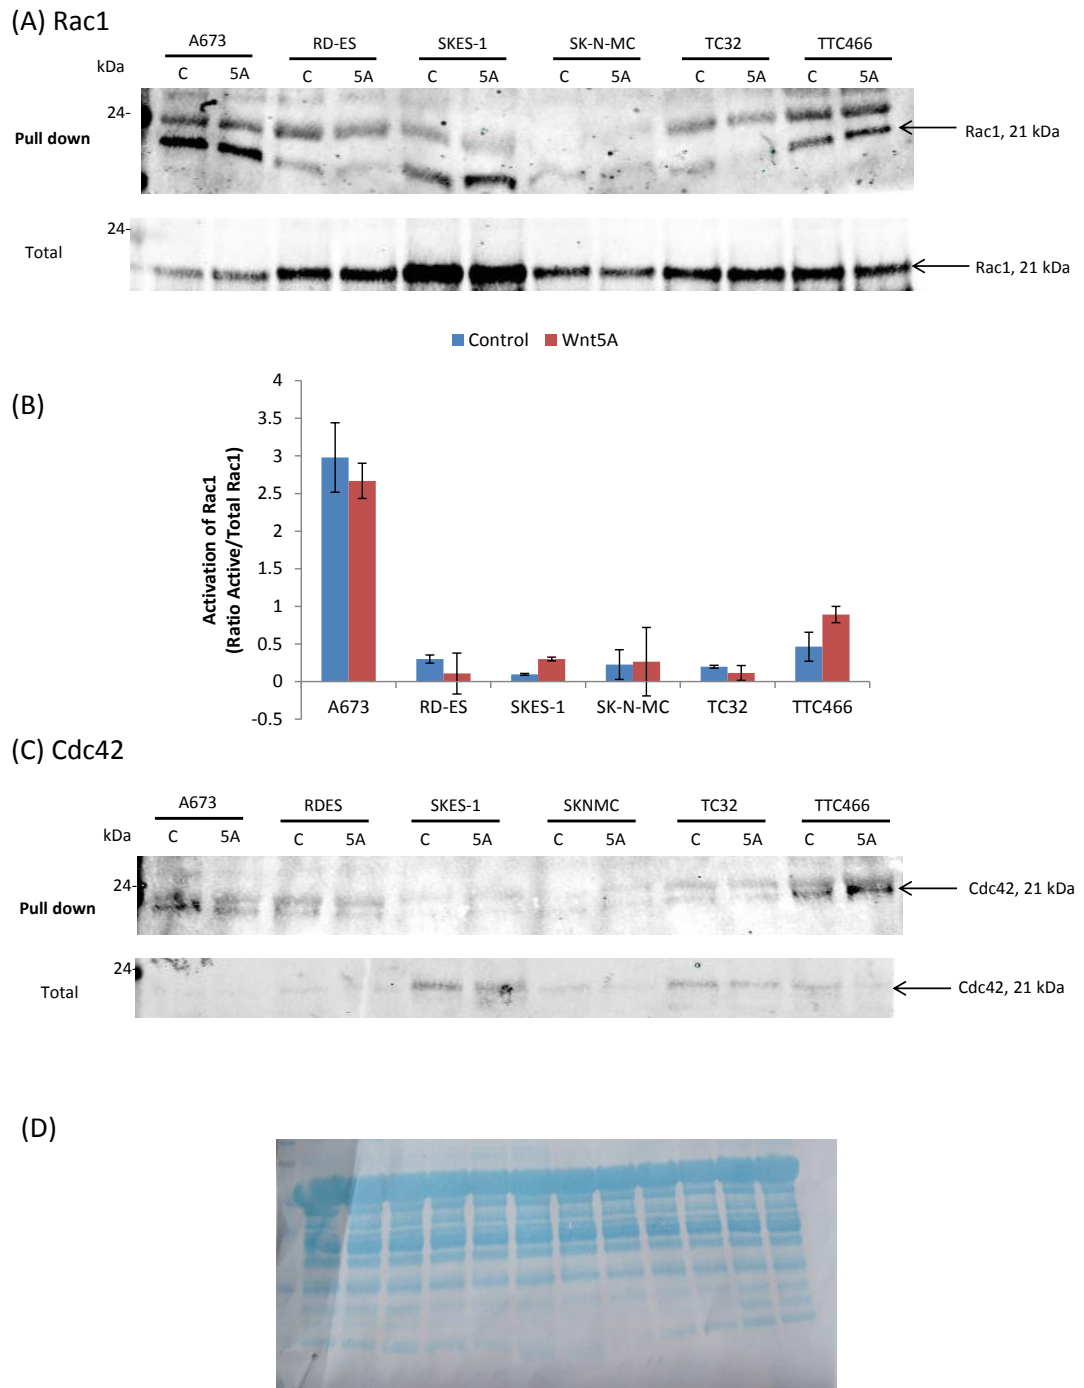 (A) Rac1
A673 RD-ES SKES-1 SK-N-MC TC32 TTC466
kDa C 5A C 5A C 5A C 5A C 5A C 5A
24-
Pull down Rac1, 21 kDa
24-
Total Rac1, 21 kDa
Control Wnt5A
(B)
Activation of Rac1
(Ratio Active/Total Rac1)
4
3.5
3
2.5
2
1.5
1
0.5
0
-0.5
A673 RD-ES SKES-1 SK-N-MC TC32 TTC466
(C) Cdc42
A673 RDES SKES-1 SKNMC TC32 TTC466
kDa C 5A C 5A C 5A C 5A C 5A C 5A
24-
Pull down Cdc42, 21 kDa
24-
Total Cdc42, 21 kDa
(D)